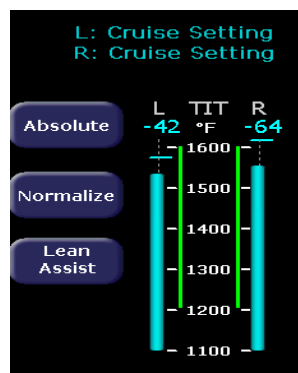 L: Cruise Setting
R: Cruise Setting
L TIT R
-42 °F -64
Absolute
Normalize
Lean
Assist
1600
1500
1400
1300
1200
1100